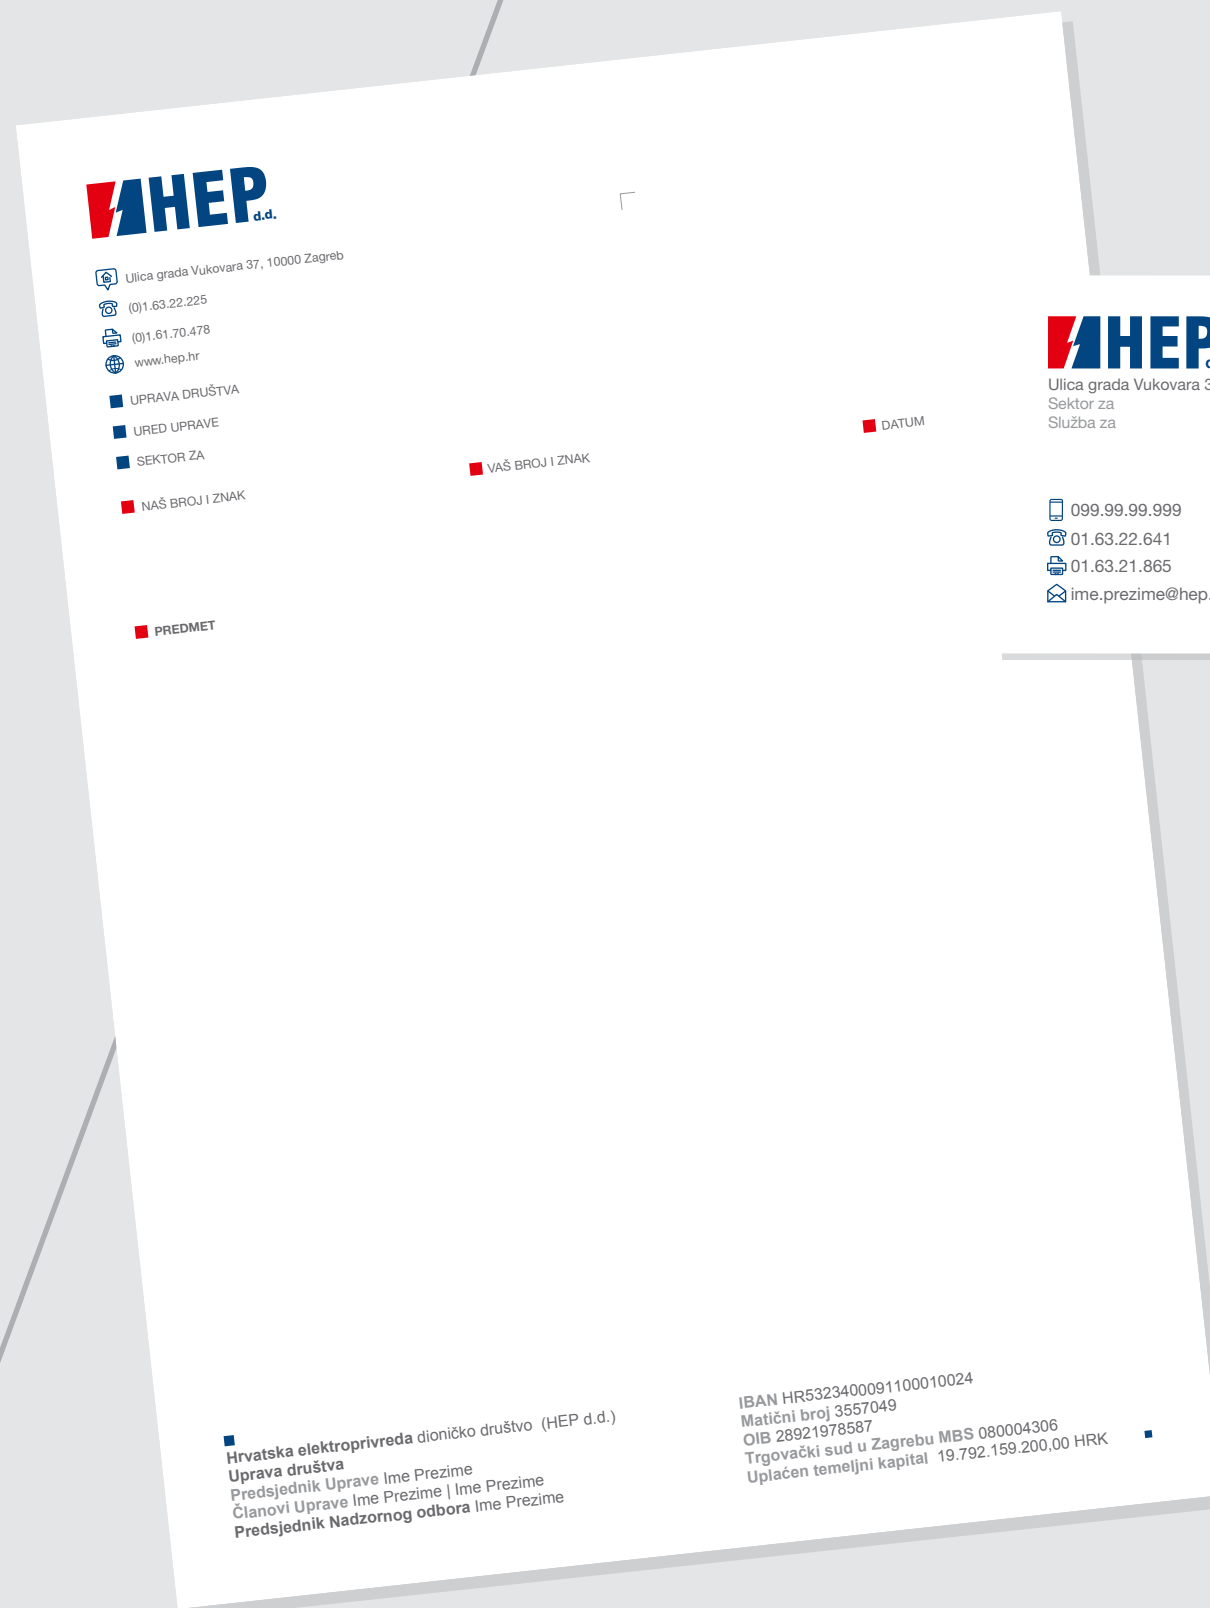 HEP d.d.
Ulica grada Vukovara 37, 10000 Zagreb
(0)1.63.22.225
(0)1.61.70.478
www.hep.hr
UPRAVA DRUŠTVA
URED UPRAVE
SEKTOR ZA
NAŠ BROJ I ZNAK
VAŠ BROJ I ZNAK
DATUM
PREDMET
Hrvatska elektroprivreda dioničko društvo (HEP d.d.)
Uprava društva
Predsjednik Uprave Ime Prezime
Članovi Uprave Ime Prezime | Ime Prezime
Predsjednik Nadzornog odbora Ime Prezime
IBAN HR5323400091100010024
Matični broj 3557049
OIB 28921978587
Trgovački sud u Zagrebu MBS 080004306
Uplaćen temeljni kapital 19.792.159.200,00 HRK
HEP
Ulica grada Vukovara 3
Sektor za
Služba za
099.99.99.999
01.63.22.641
01.63.21.865
ime.prezime@hep.